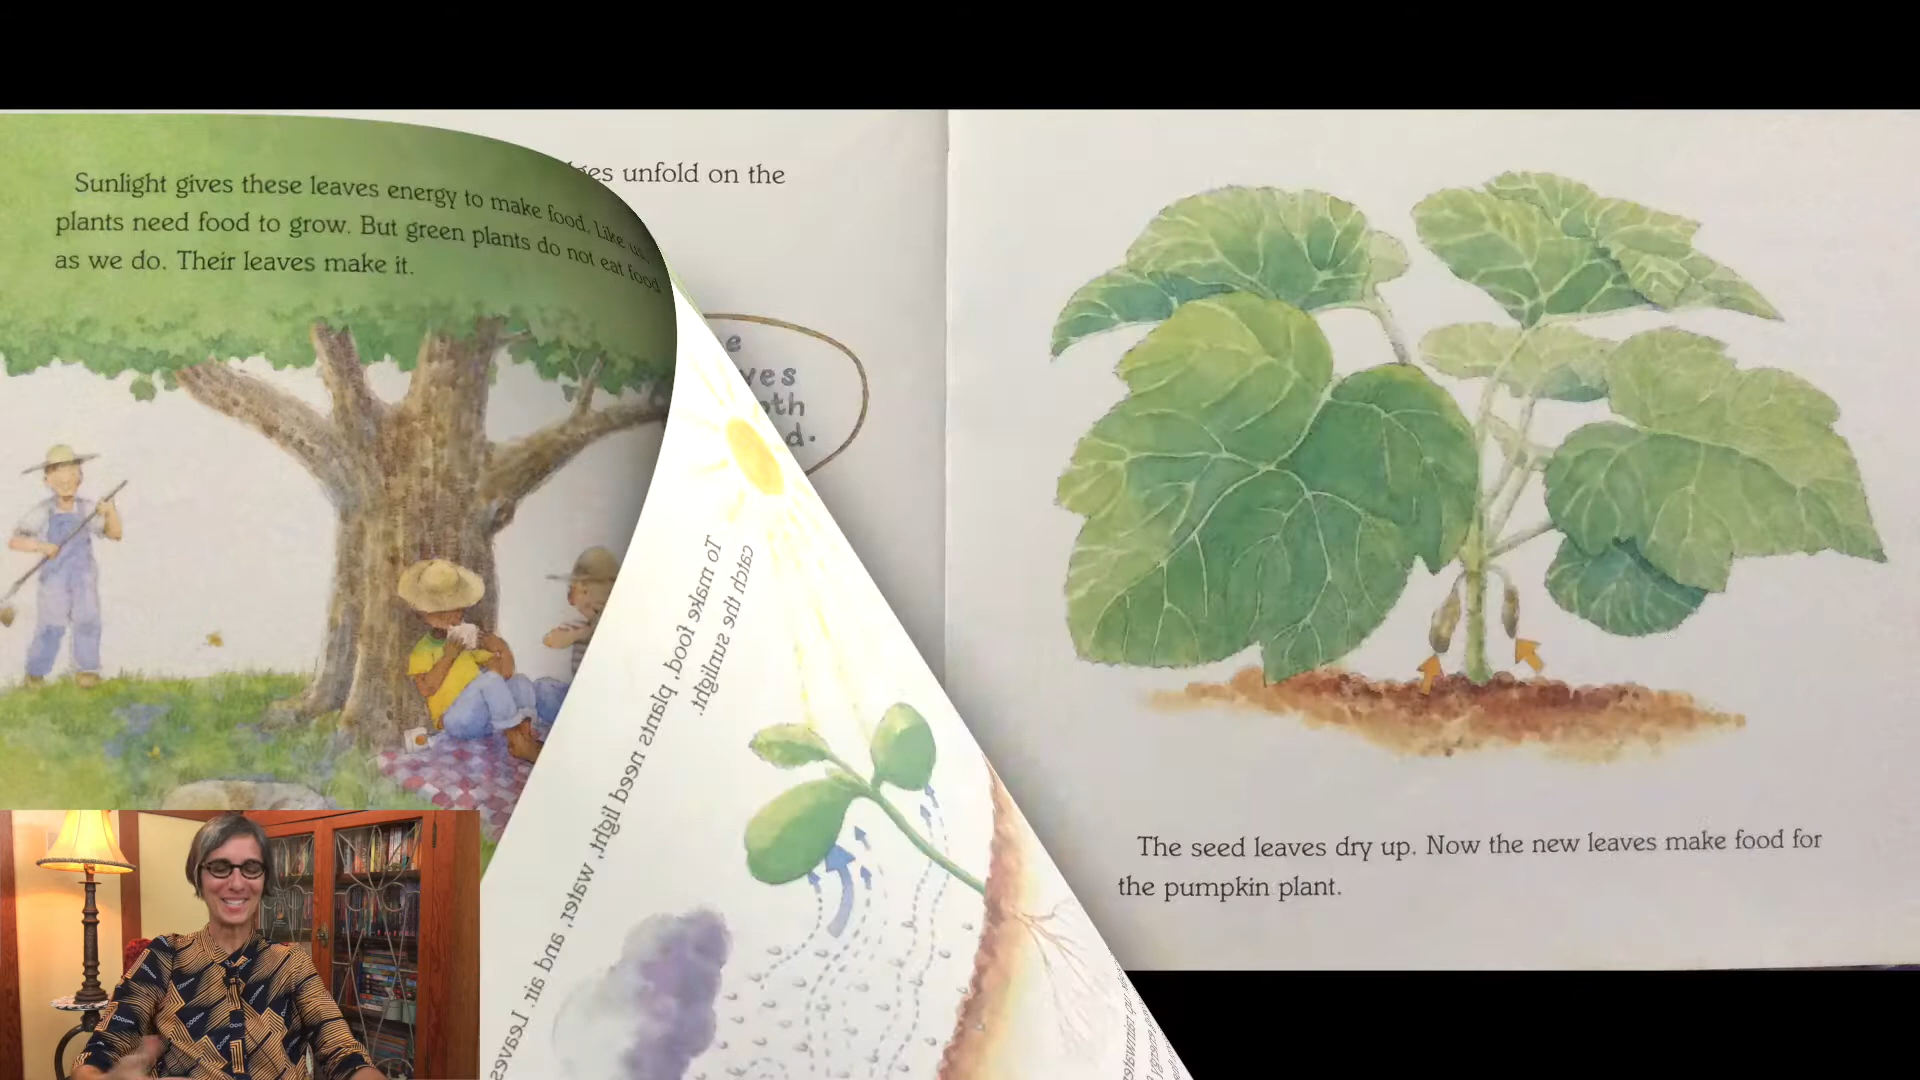 Sunlight gives these leaves energy to make food. Like us,
plants need food to grow. But green plants do not eat food
as we do. Their leaves make it.
unfold on the
To make food, plants need light, water, and air. Leaves
catch the sunlight.
The seed leaves dry up. Now the new leaves make food for
the pumpkin plant.